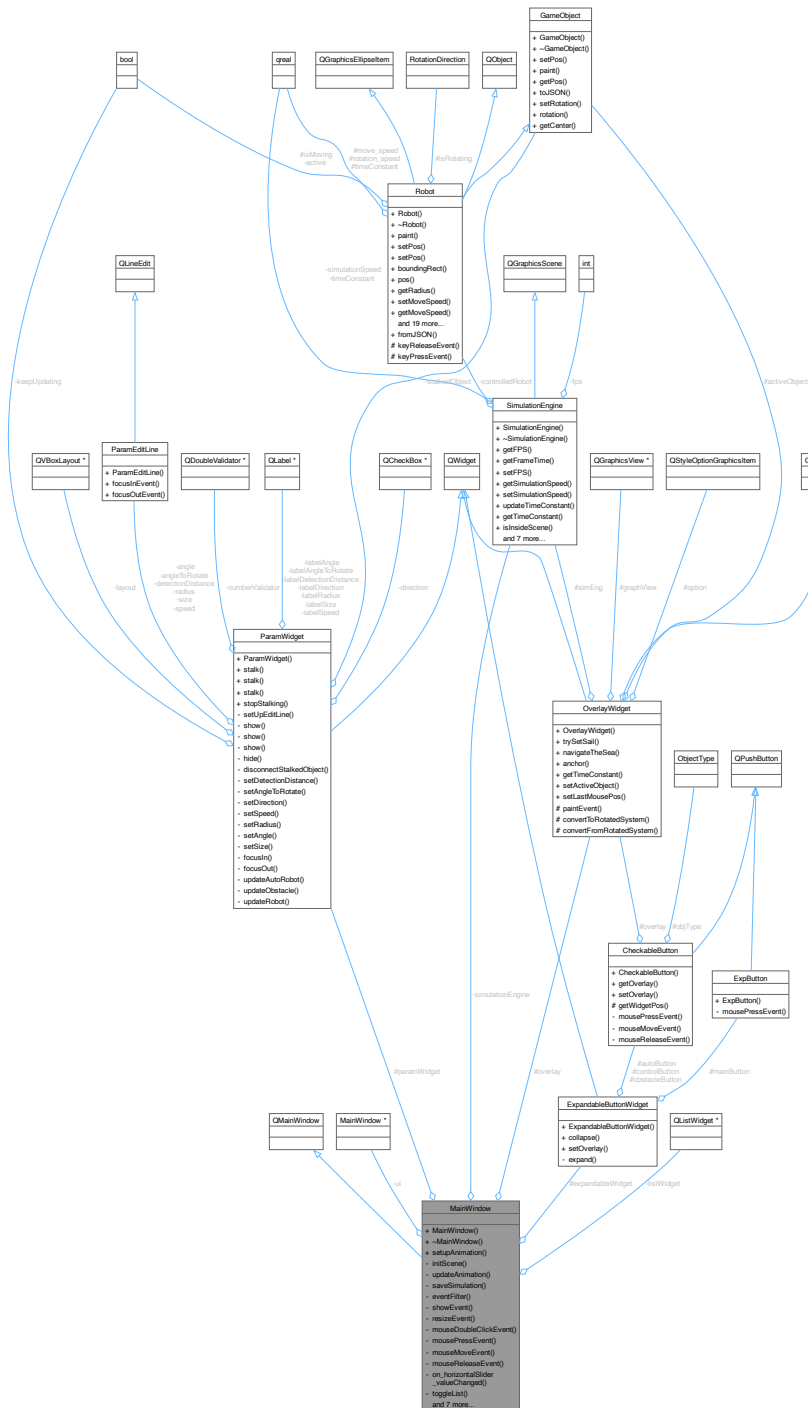 GameObject
+ GameObject()
+ ~GameObject()
+ setPos()
+ paint()
+ getPos()
+ toJSON()
+ setRotation()
+ rotation()
+ getCenter()
bool
qreal
QGraphicsEllipseItem
RotationDirection
QObject
#isMoving
-active
#move_speed
#rotation_speed
#timeConstant
#isRotating
Robot
+ Robot()
+ ~Robot()
+ paint()
+ setPos()
+ setPos()
+ boundingRect()
+ pos()
+ getRadius()
+ setMoveSpeed()
+ getMoveSpeed()
and 19 more...
+ fromJSON()
# keyReleaseEvent()
# keyPressEvent()
QLineEdit
-simulationSpeed
-timeConstant
QGraphicsScene
int
-keepUpdating
-stalkedObject
-controlledRobot
-fps
#activeObject
SimulationEngine
+ SimulationEngine()
+ ~SimulationEngine()
+ getFPS()
+ getFrameTime()
+ setFPS()
+ getSimulationSpeed()
+ setSimulationSpeed()
+ updateTimeConstant()
+ getTimeConstant()
+ isInsideScene()
and 7 more...
QVBoxLayout *
ParamEditLine
+ ParamEditLine()
+ focusInEvent()
+ focusOutEvent()
QDoubleValidator *
QLabel *
QCheckBox *
QWidget
QGraphicsView *
QStyleOptionGraphicsItem
-layout
-angle
-angleToRotate
-detectionDistance
-radius
-size
-speed
-numberValidator
-labelAngle
-labelAngleToRotate
-labelDetectionDistance
-labelDirection
-labelRadius
-labelSize
-labelSpeed
-direction
#simEng
#graphView
#option
ParamWidget
+ ParamWidget()
+ stalk()
+ stalk()
+ stalk()
+ stopStalking()
- setUpEditLine()
- show()
- show()
- show()
- hide()
- disconnectStalkedObject()
- setDetectionDistance()
- setAngleToRotate()
- setDirection()
- setSpeed()
- setRadius()
- setAngle()
- setSize()
- focusIn()
- focusOut()
- updateAutoRobot()
- updateObstacle()
- updateRobot()
OverlayWidget
+ OverlayWidget()
+ trySetSail()
+ navigateTheSea()
+ anchor()
+ getTimeConstant()
+ setActiveObject()
+ setLastMousePos()
# paintEvent()
# convertToRotatedSystem()
# convertFromRotatedSystem()
ObjectType
QPushButton
#overlay
#objType
CheckableButton
+ CheckableButton()
+ getOverlay()
+ setOverlay()
# getWidgetPos()
- mousePressEvent()
- mouseMoveEvent()
- mouseReleaseEvent()
ExpButton
+ ExpButton()
- mousePressEvent()
-simulationEngine
#paramWidget
#overlay
#autoButton
#controlButton
#obstacleButton
#mainButton
QMainWindow
MainWindow *
ExpandableButtonWidget
+ ExpandableButtonWidget()
+ collapse()
+ setOverlay()
- expand()
QListWidget *
-ui
#expandableWidget
-listWidget
MainWindow
+ MainWindow()
+ ~MainWindow()
+ setupAnimation()
- initScene()
- updateAnimation()
- saveSimulation()
- eventFilter()
- showEvent()
- resizeEvent()
- mouseDoubleClickEvent()
- mousePressEvent()
- mouseMoveEvent()
- mouseReleaseEvent()
- on_horizontalSlider
_valueChanged()
- toggleList()
and 7 more...